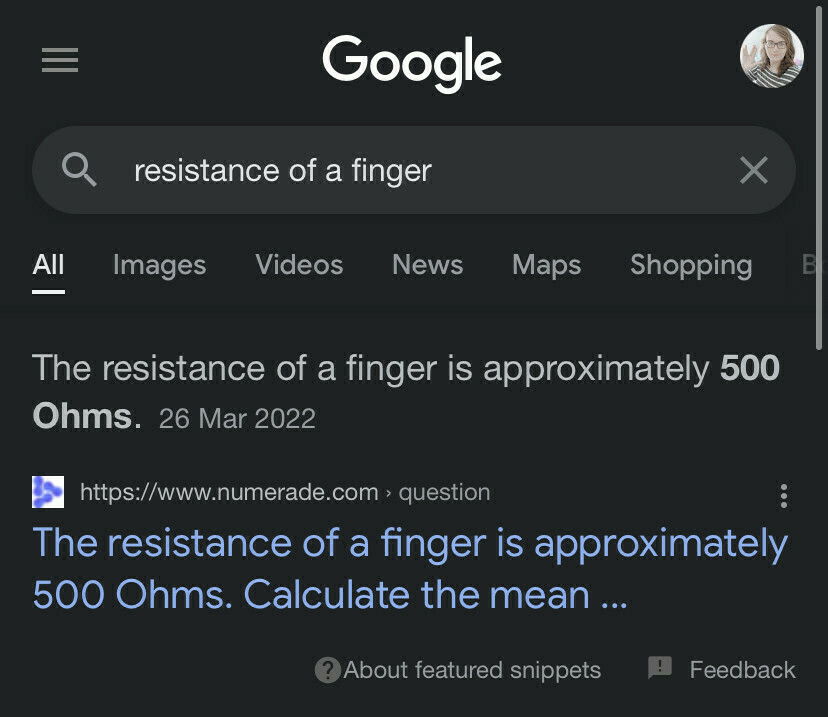 Google
resistance of a finger
All Images Videos News Maps Shopping
The resistance of a finger is approximately 500
Ohms. 26 Mar 2022
https://www.numerade.com › question
The resistance of a finger is approximately
500 Ohms. Calculate the mean ...
About featured snippets Feedback